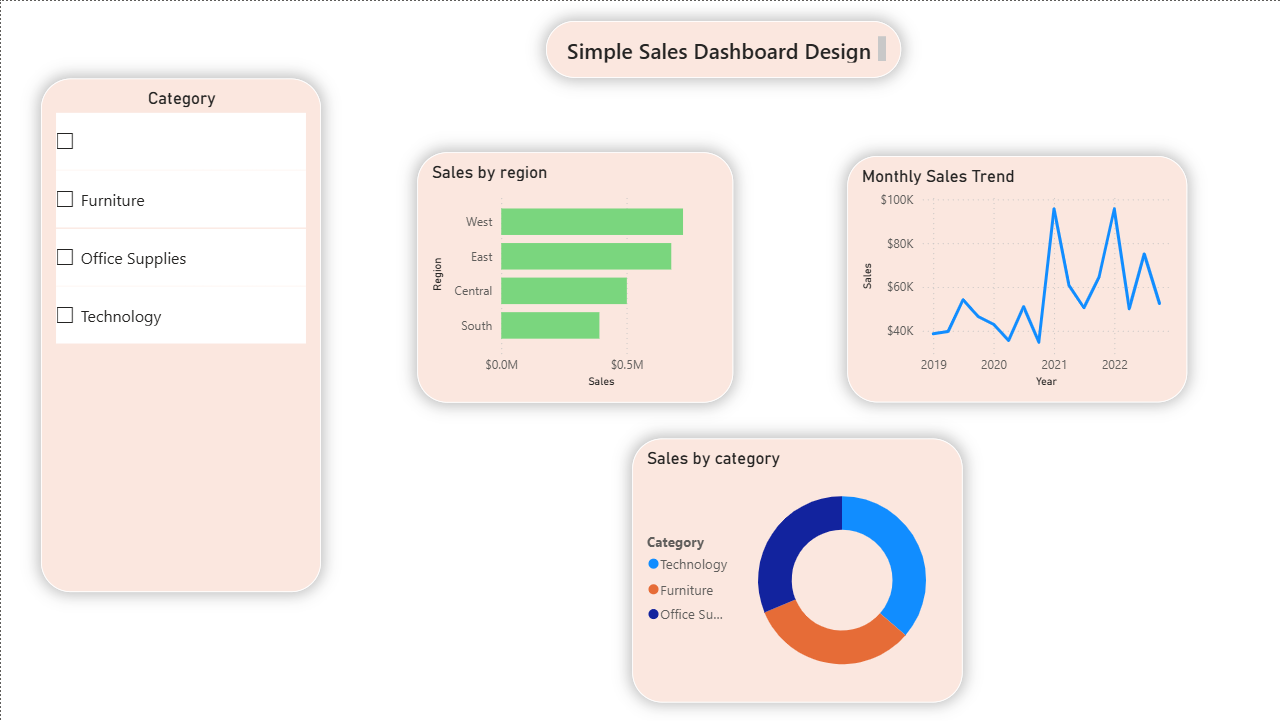 Simple Sales Dashboard Design
Category
Furniture
Office Supplies
Technology
Sales by region
Region
West
East
Central
South
$0.0M $0.5M
Sales
Monthly Sales Trend
Sales
$100K
$80K
$60K
$40K
2019 2020 2021 2022
Year
Sales by category
Category
Technology
Furniture
Office Su...